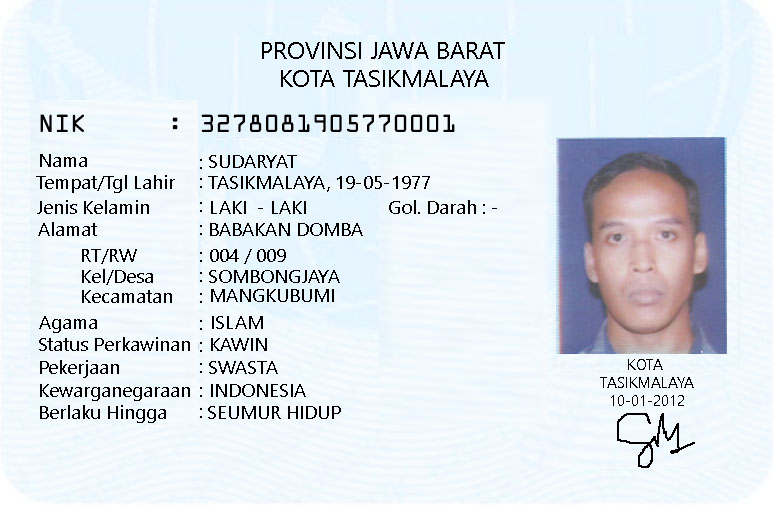 PROVINSI JAWA BARAT
KOTA TASIKMALAYA
NIK : 3278081905770001
Nama : SUDARYAT
Tempat/Tgl Lahir : TASIKMALAYA, 19-05-1977
Jenis Kelamin : LAKI - LAKI Gol. Darah : -
Alamat : BABAKAN DOMBA
RT/RW : 004 / 009
Kel/Desa : SOMBONGJAYA
Kecamatan : MANGKUBUMI
Agama : ISLAM
Status Perkawinan : KAWIN
Pekerjaan : SWASTA
Kewarganegaraan : INDONESIA
Berlaku Hingga : SEUMUR HIDUP
KOTA
TASIKMALAYA
10-01-2012